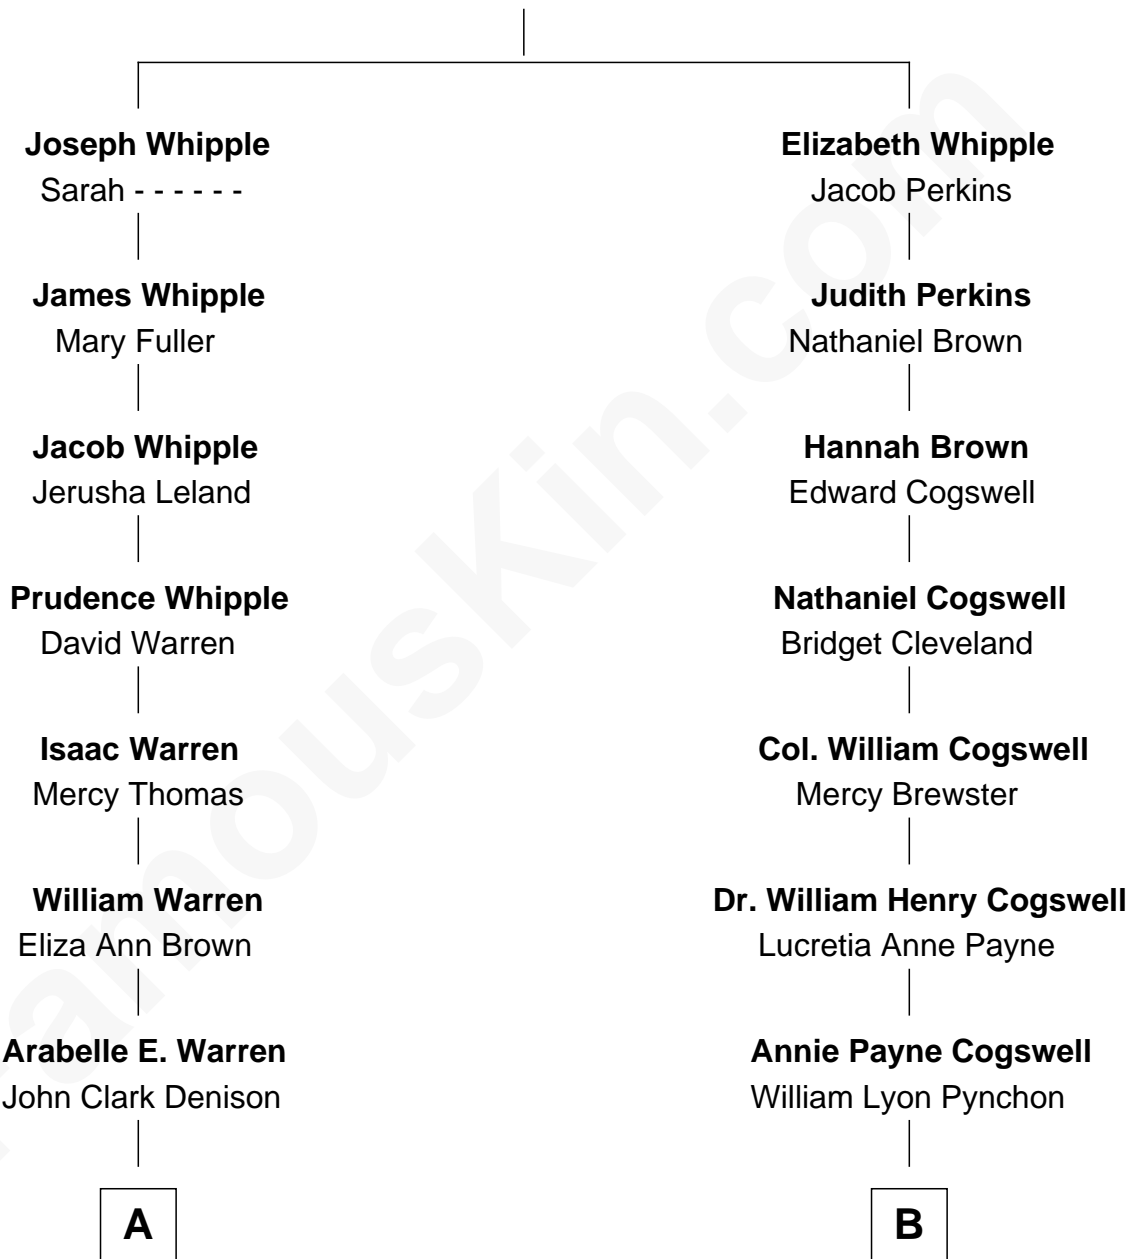 Joseph Whipple
Sarah - - - - - -
James Whipple
Mary Fuller
Jacob Whipple
Jerusha Leland
Prudence Whipple
David Warren
Isaac Warren
Mercy Thomas
William Warren
Eliza Ann Brown
Arabelle E. Warren
John Clark Denison
A
Elizabeth Whipple
Jacob Perkins
Judith Perkins
Nathaniel Brown
Hannah Brown
Edward Cogswell
Nathaniel Cogswell
Bridget Cleveland
Col. William Cogswell
Mercy Brewster
Dr. William Henry Cogswell
Lucretia Anne Payne
Annie Payne Cogswell
William Lyon Pynchon
B
FamousKin.com